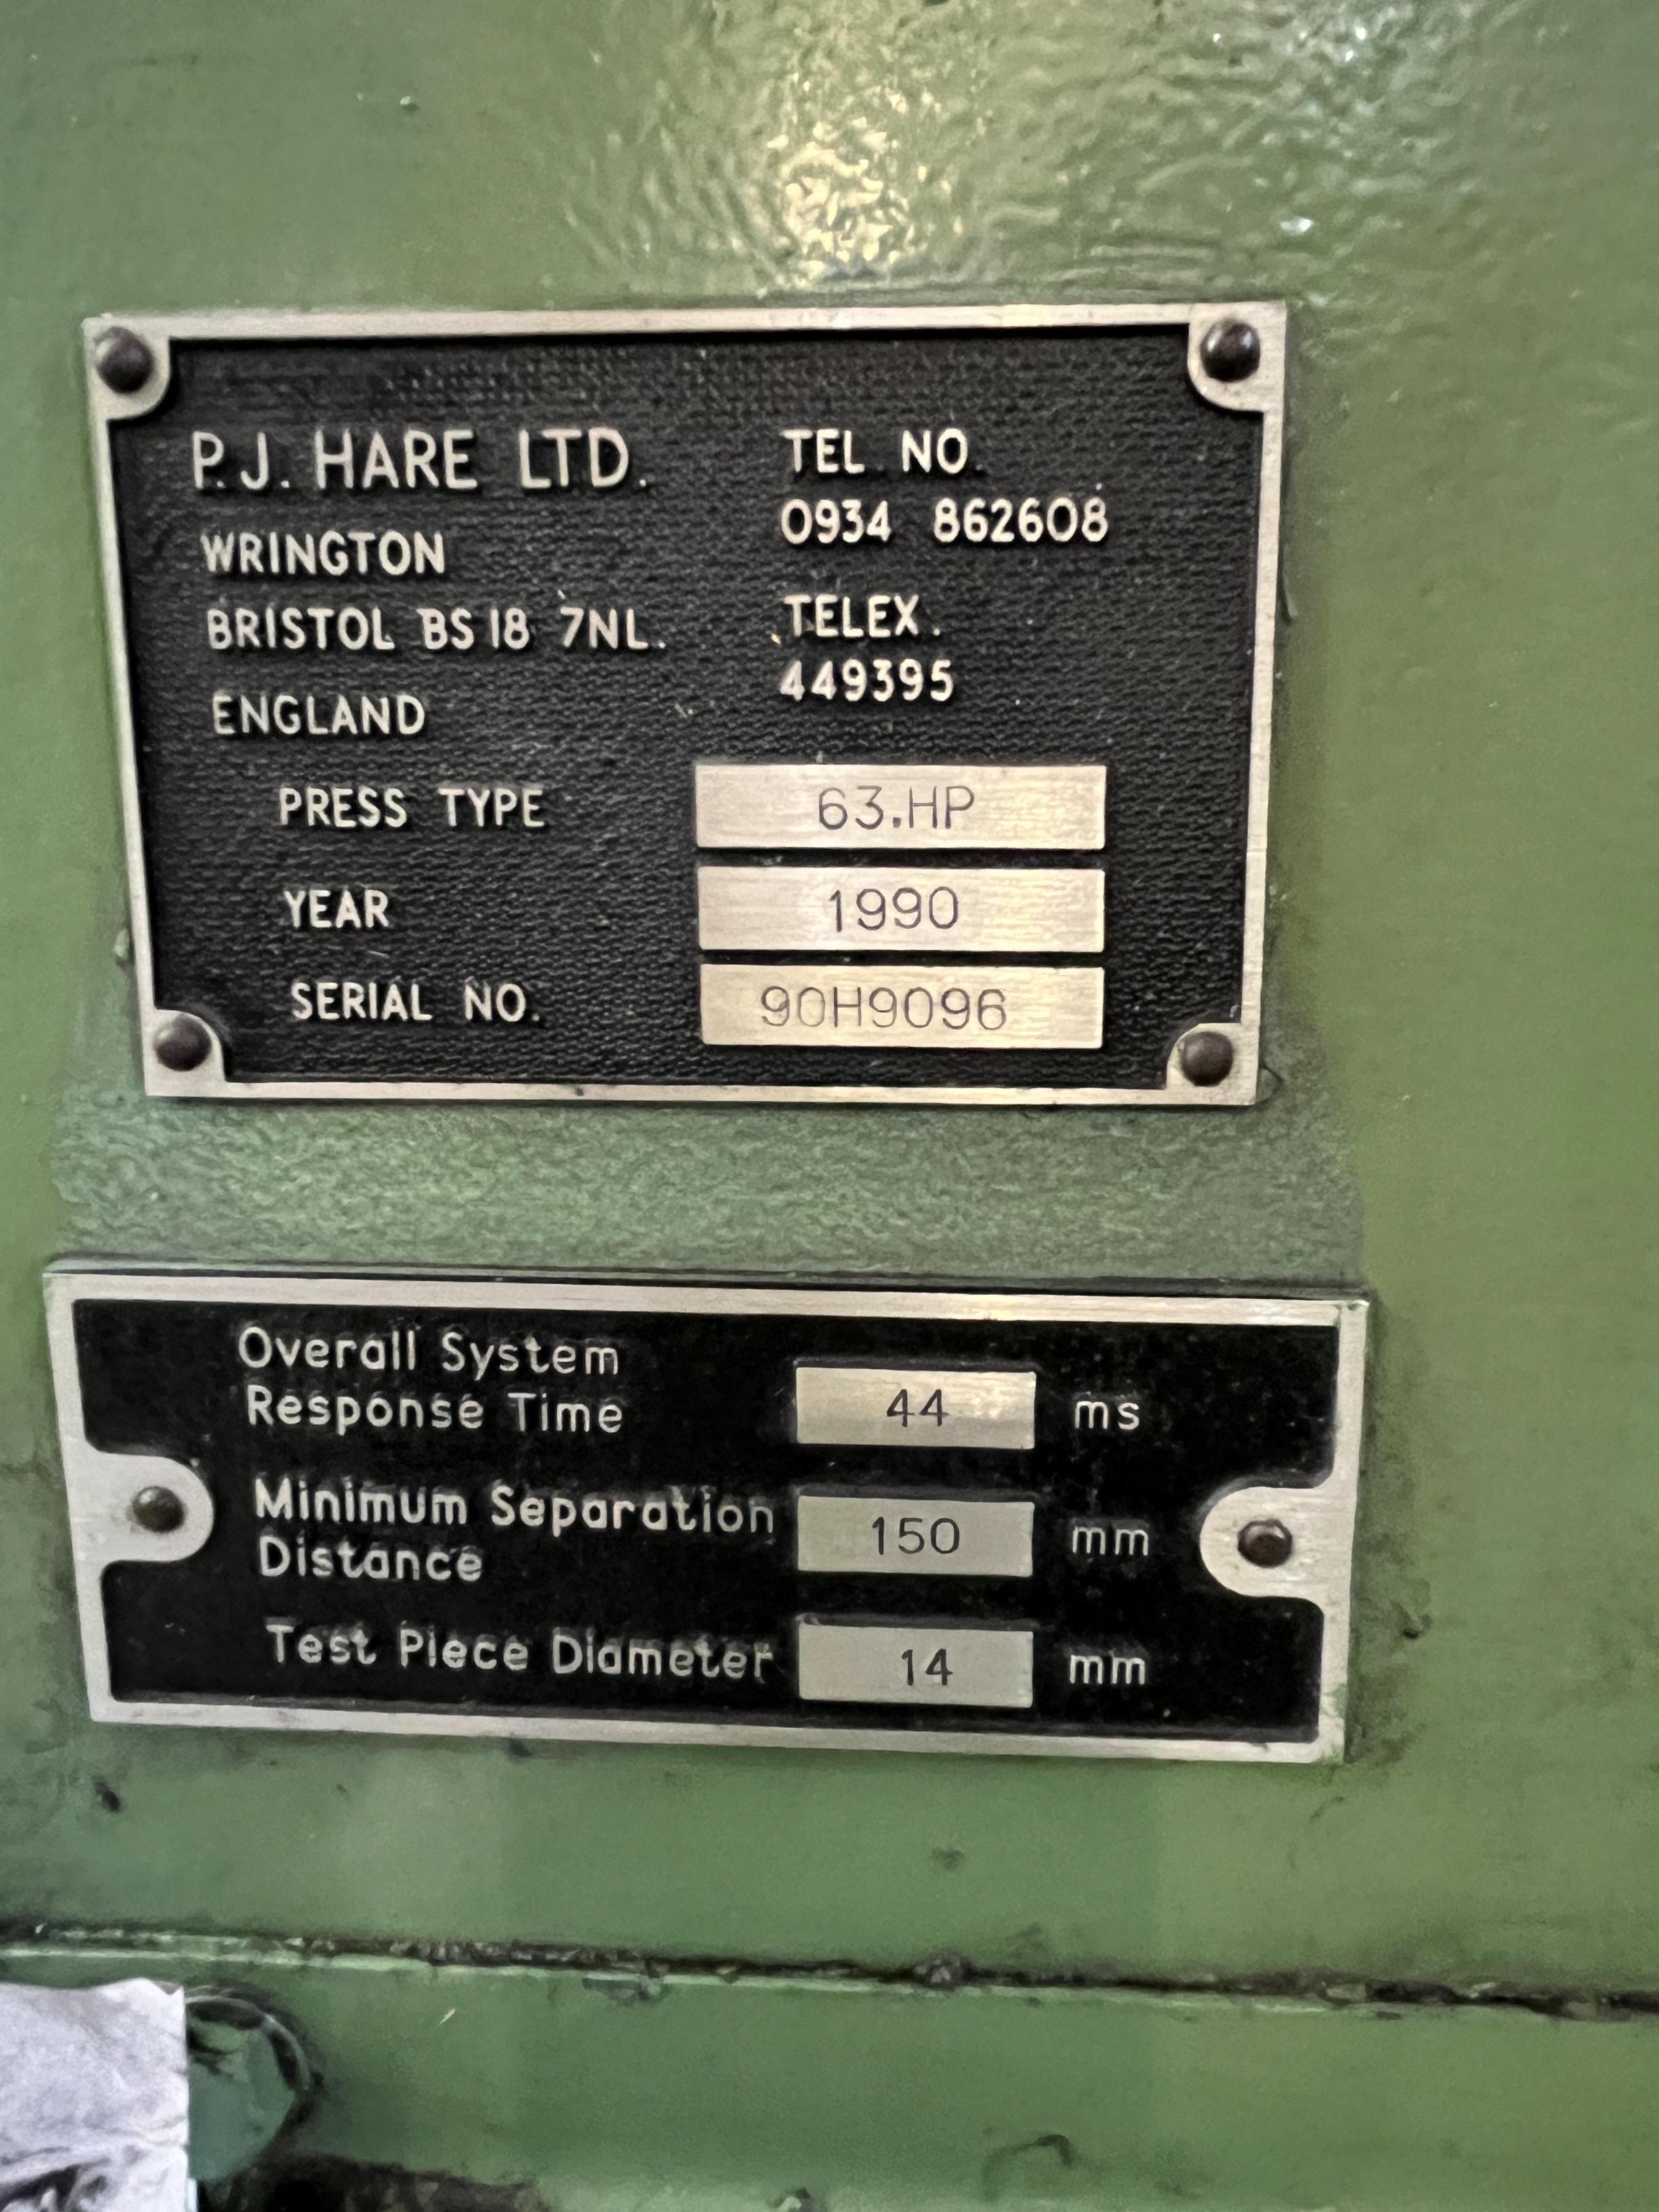 P.J. HARE LTD.
WRINGTON
BRISTOL BS18 7NL.
ENGLAND
TEL. NO.
0934 862608
TELEX.
449395
PRESS TYPE 63.HP
YEAR 1990
SERIAL NO. 90H9096
Overall System
Response Time 44 ms
Minimum Separation
Distance 150 mm
Test Piece Diameter 14 mm